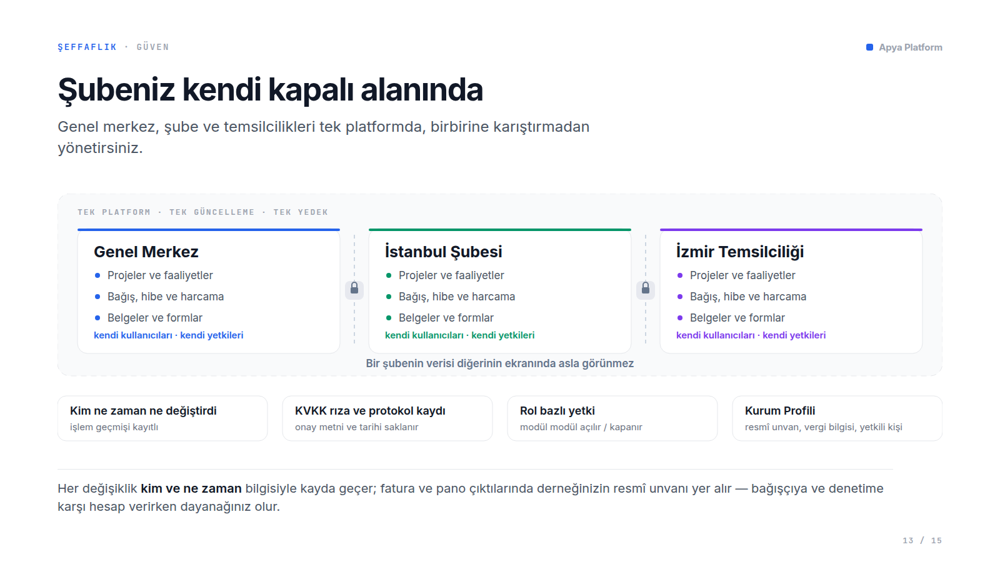 ŞEFFAFLIK · GÜVEN
Apya Platform
Şubeniz kendi kapalı alanında
Genel merkez, şube ve temsilcilikleri tek platformda, birbirine karıştırmadan
yönetirsiniz.
TEK PLATFORM · TEK GÜNCELLEME · TEK YEDEK
Genel Merkez
Projeler ve faaliyetler
Bağış, hibe ve harcama
Belgeler ve formlar
kendi kullanıcıları · kendi yetkileri
İstanbul Şubesi
Projeler ve faaliyetler
Bağış, hibe ve harcama
Belgeler ve formlar
kendi kullanıcıları · kendi yetkileri
İzmir Temsilciliği
Projeler ve faaliyetler
Bağış, hibe ve harcama
Belgeler ve formlar
kendi kullanıcıları · kendi yetkileri
Bir şubenin verisi diğerinin ekranında asla görünmez
Kim ne zaman ne değiştirdi
işlem geçmişi kayıtlı
KVKK rıza ve protokol kaydı
onay metni ve tarihi saklanır
Rol bazlı yetki
modül modül açılır / kapanır
Kurum Profili
resmî unvan, vergi bilgisi, yetkili kişi
Her değişiklik kim ve ne zaman bilgisiyle kayda geçer; fatura ve pano çıktılarında derneğinizin resmî unvanı yer alır — bağışçıya ve denetime
karşı hesap verirken dayanağınız olur.
13 / 15